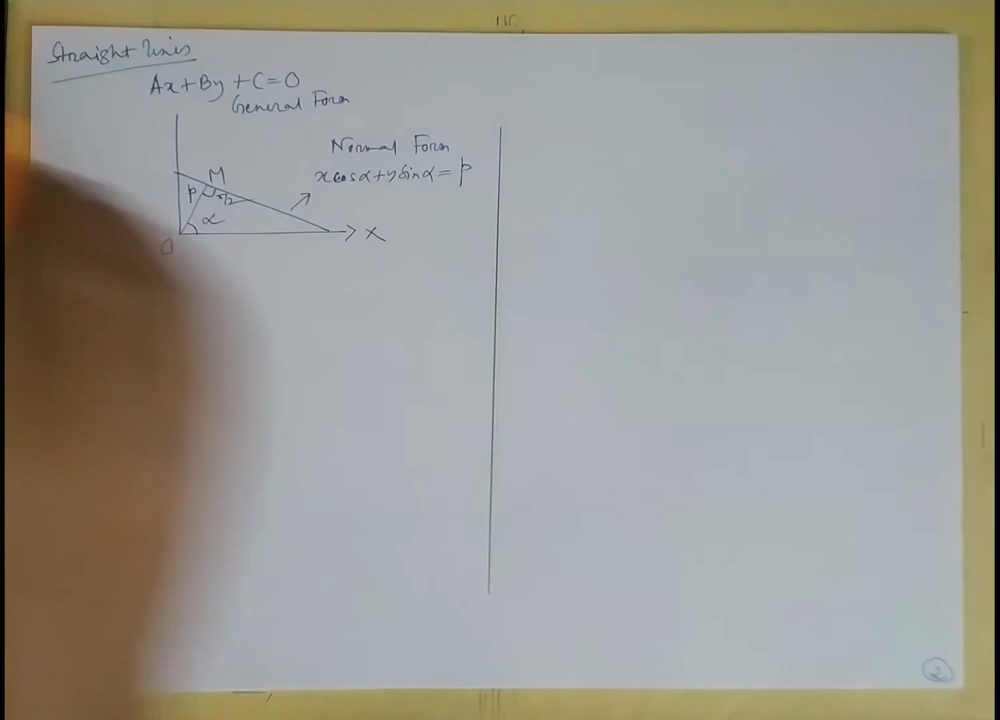 Straight lines
Ax+By+C=0
General Form
Normal Form
xcosα+ysinα=p
M
p
π/2
α
O
X
2